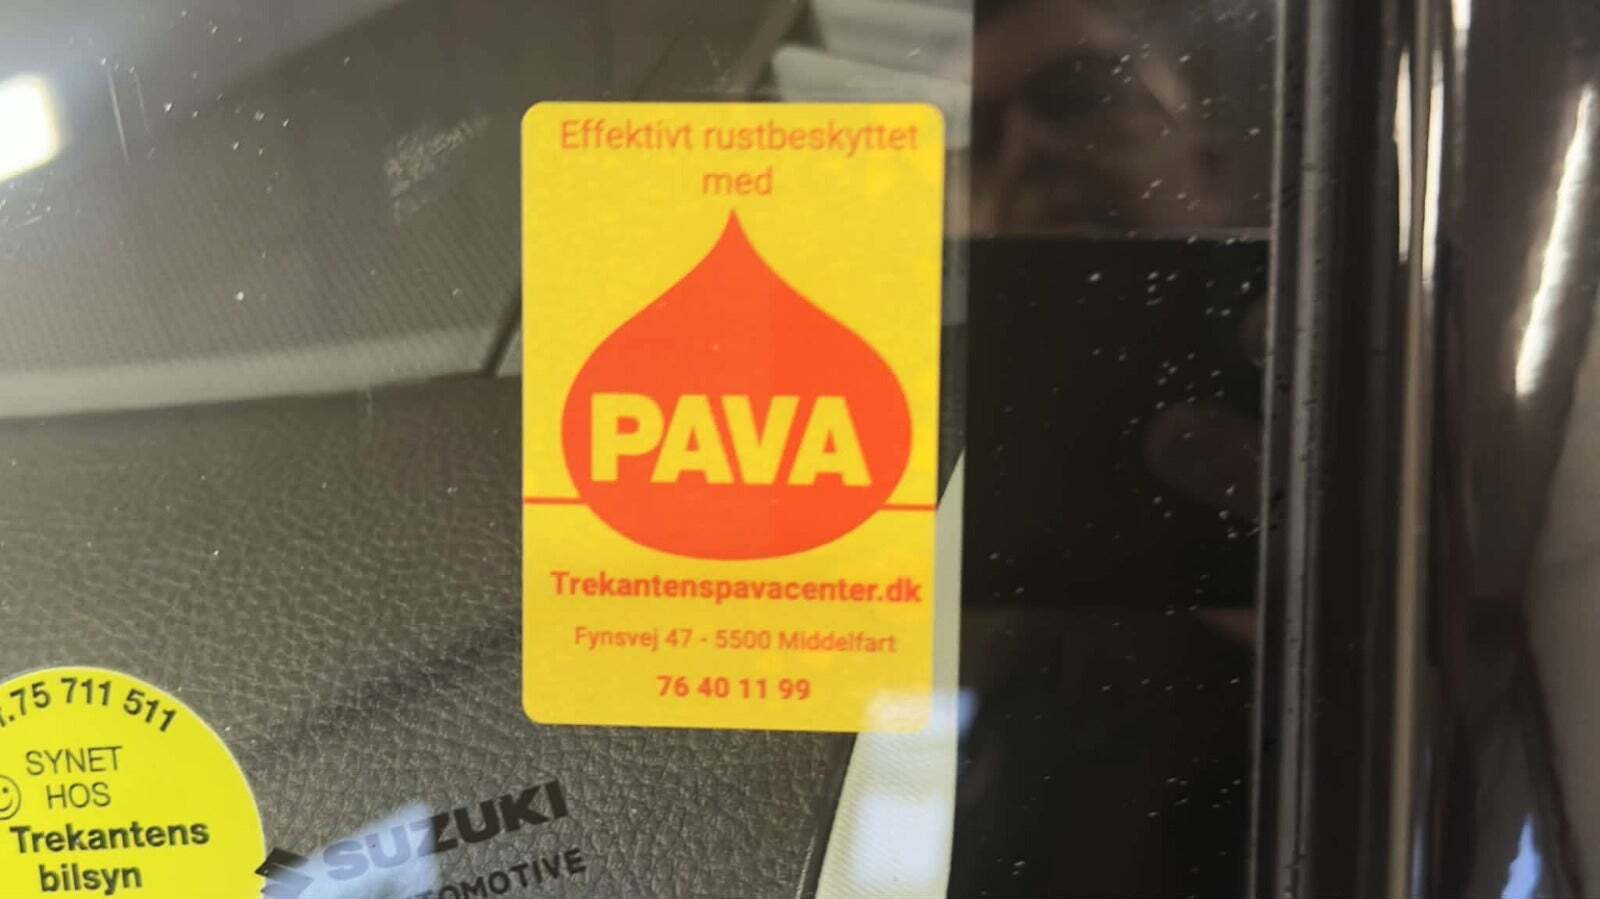 Effektivt rustbeskyttet
med
PAVA
Trekantenspavacenter.dk
Fynsvej 47 - 5500 Middelfart
76 40 11 99
75 711 511
SYNET
HOS
Trekantens
bilsyn
SUZUKI